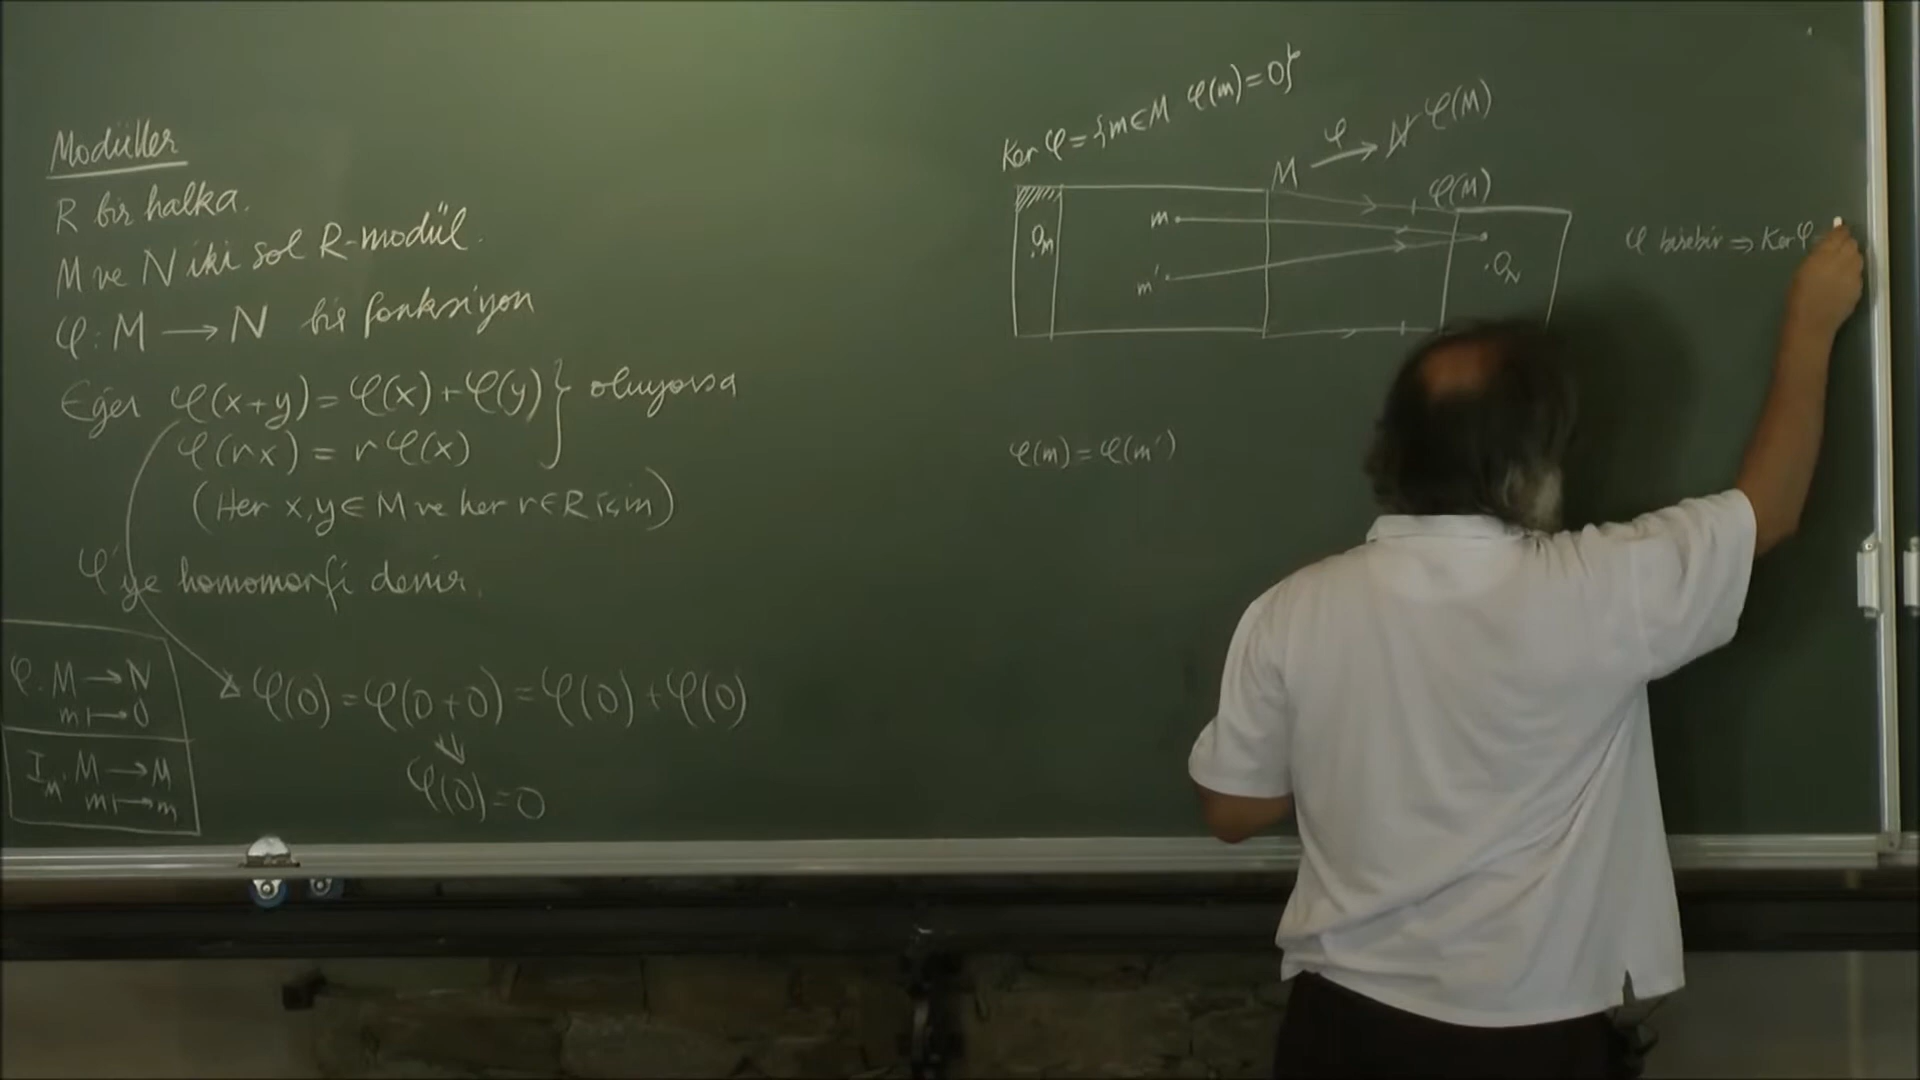 Modüller
R bir halka.
M ve N iki sol R-modül.
φ: M → N bir fonksiyon
Eğer φ(x+y) = φ(x)+φ(y) } oluyorsa
φ(rx) = rφ(x)
(Her x,y ∈ M ve her r ∈ R için)
φ'ye homomorfi denir.
φ(0) = φ(0+0) = φ(0) + φ(0)
⇓
φ(0) = 0
φ: M → N
m ↦ 0
I_M: M → M
m ↦ m
Ker φ = {m ∈ M φ(m) = 0}
M →φ N φ(M)
φ(M)
0_M
m
m'
0_N
φ(m) = φ(m')
φ birebir ⇒ Ker φ